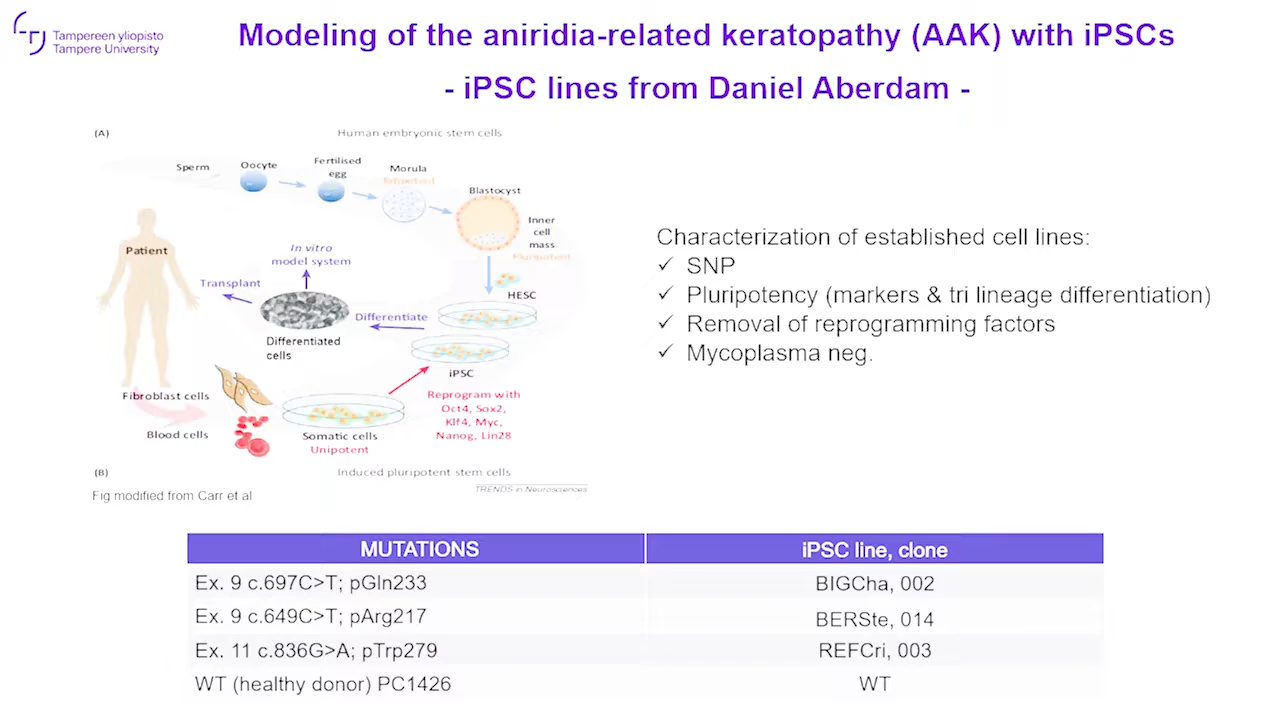 Tampereen yliopisto
Tampere University
Modeling of the aniridia-related keratopathy (AAK) with iPSCs
- iPSC lines from Daniel Aberdam -
(A)
Human embryonic stem cells
Sperm
Oocyte
Fertilised
egg
Morula
Totipotent
Blastocyst
Inner
cell
mass
Pluripotent
Patient
In vitro
model system
Transplant
HESC
Differentiate
Differentiated
cells
iPSC
Fibroblast cells
Blood cells
Somatic cells
Unipotent
Reprogram with
Oct4, Sox2,
Klf4, Myc,
Nanog, Lin28
(B)
Induced pluripotent stem cells
TRENDS in Neurosciences
Fig modified from Carr et al
Characterization of established cell lines:
✓ SNP
✓ Pluripotency (markers & tri lineage differentiation)
✓ Removal of reprogramming factors
✓ Mycoplasma neg.
MUTATIONS iPSC line, clone
Ex. 9 c.697C>T; pGln233 BIGCha, 002
Ex. 9 c.649C>T; pArg217 BERSte, 014
Ex. 11 c.836G>A; pTrp279 REFCri, 003
WT (healthy donor) PC1426 WT